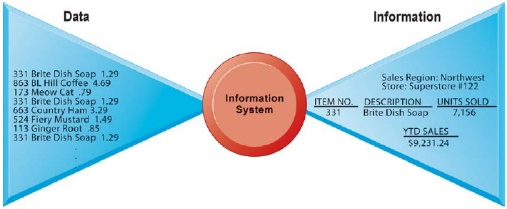 Data
Information
331 Brite Dish Soap 1.29
863 BL Hill Coffee 4.69
173 Meow Cat .79
331 Brite Dish Soap 1.29
663 Country Ham 3.29
524 Fiery Mustard 1.49
113 Ginger Root .85
331 Brite Dish Soap 1.29
.
.
Information
System
Sales Region: Northwest
Store: Superstore #122
ITEM NO. DESCRIPTION UNITS SOLD
331 Brite Dish Soap 7,156
YTD SALES
$9,231.24